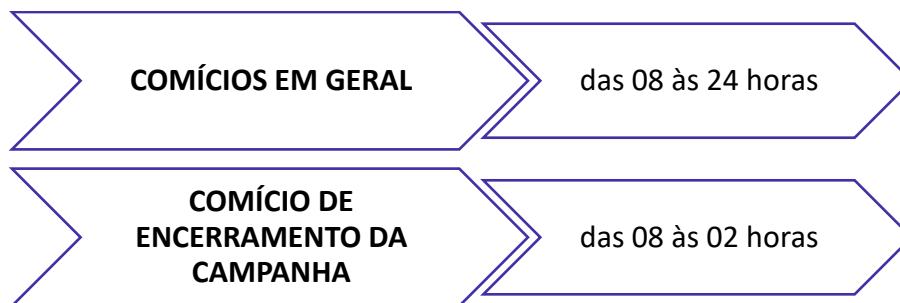 COMÍCIOS EM GERAL
das 08 às 24 horas
COMÍCIO DE
ENCERRAMENTO DA
CAMPANHA
das 08 às 02 horas